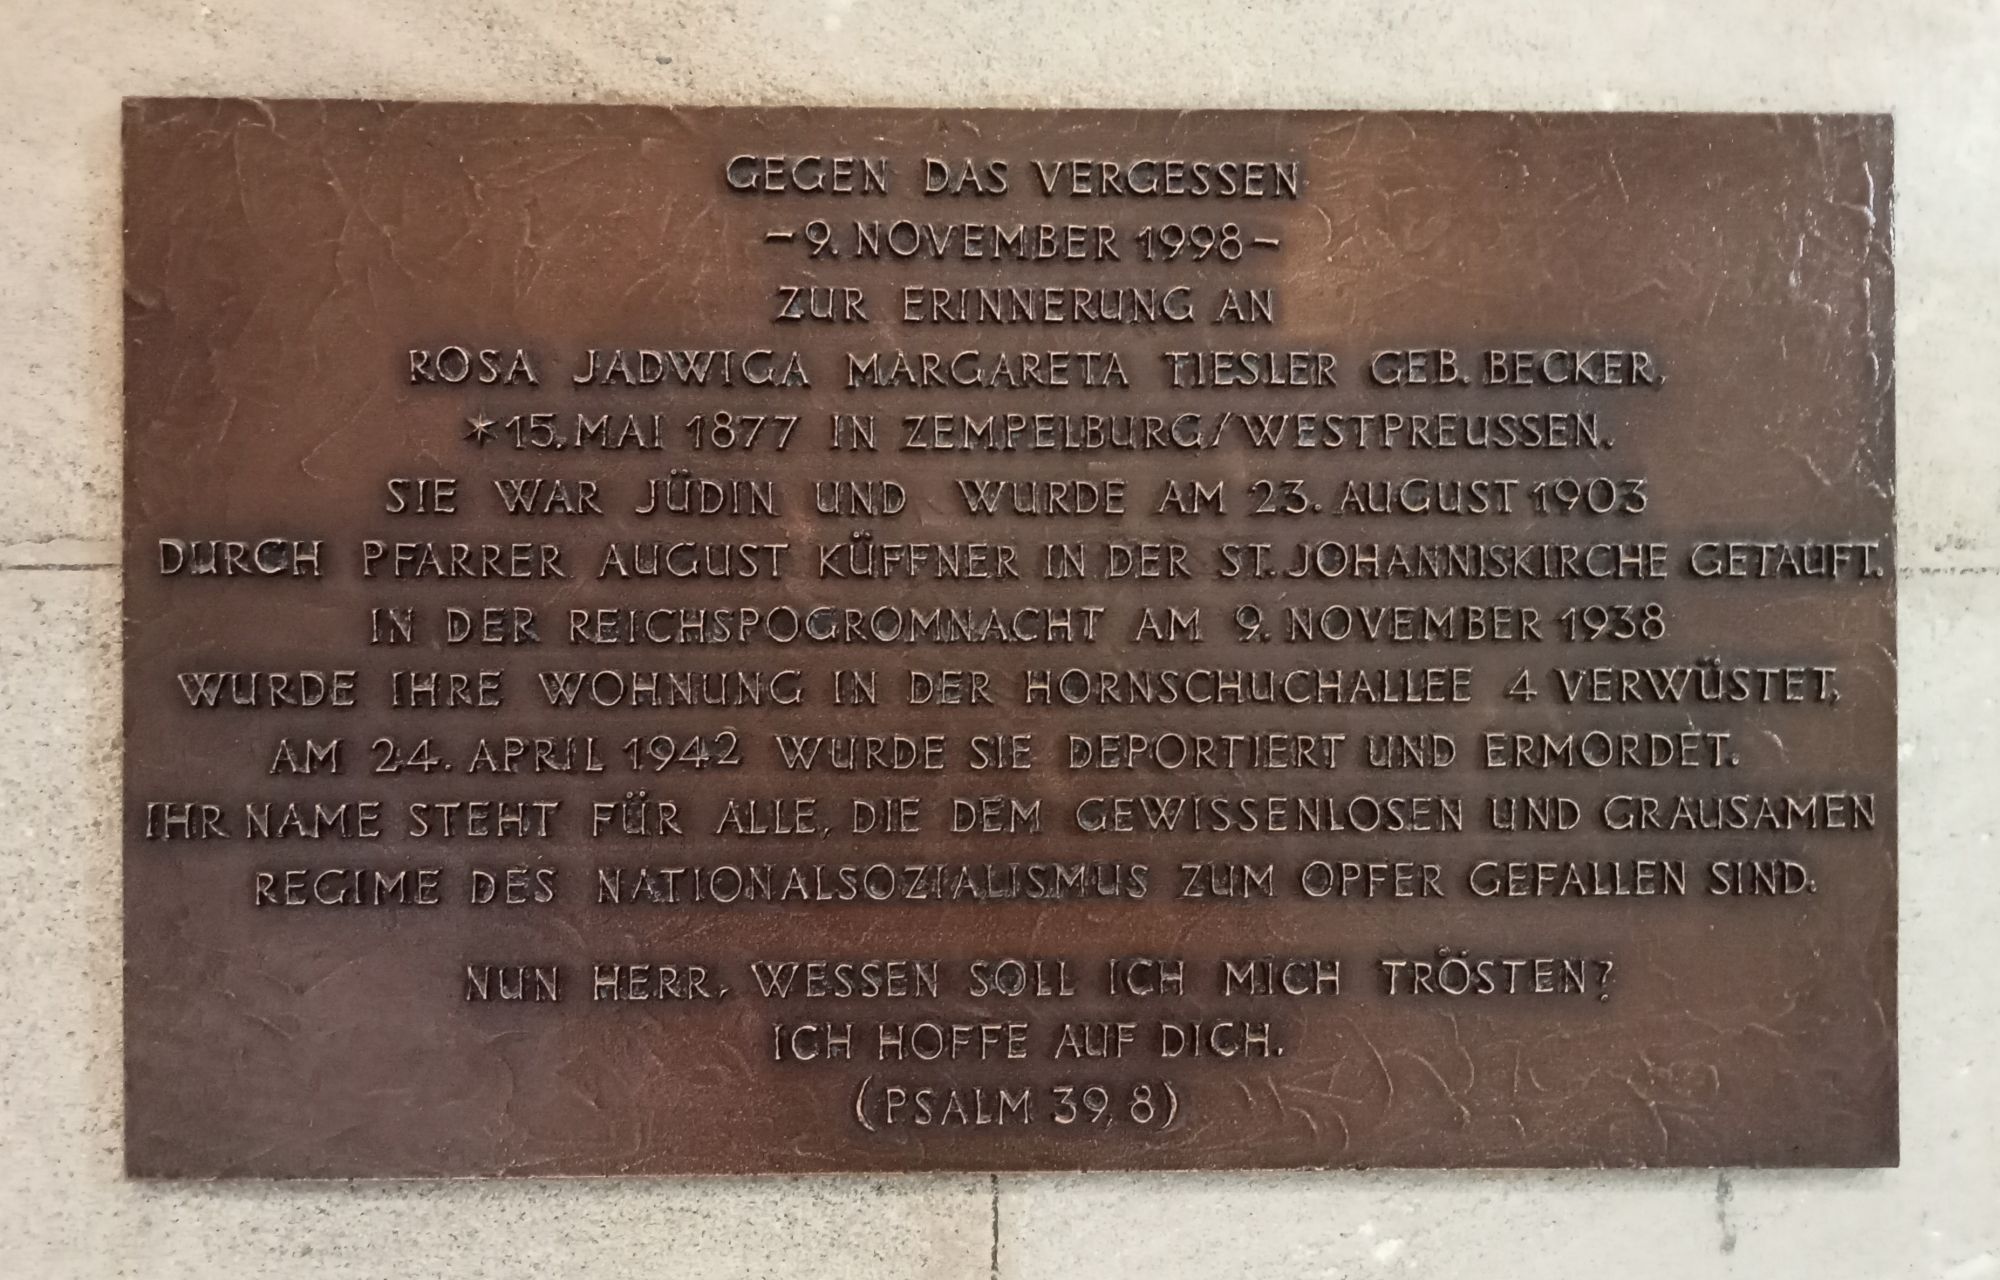 GEGEN DAS VERGESSEN
-9. NOVEMBER 1998-
ZUR ERINNERUNG AN
ROSA JADWIGA MARGARETA TIESLER GEB. BECKER,
*15. MAI 1877 IN ZEMPELBURG/WESTPREUSSEN.
SIE WAR JÜDIN UND WURDE AM 23. AUGUST 1903
DURCH PFARRER AUGUST KÜFFNER IN DER ST. JOHANNISKIRCHE GETAUFT.
IN DER REICHSPOGROMNACHT AM 9. NOVEMBER 1938
WURDE IHRE WOHNUNG IN DER HORNSCHUCHALLEE 4 VERWÜSTET,
AM 24. APRIL 1942 WURDE SIE DEPORTIERT UND ERMORDET.
IHR NAME STEHT FÜR ALLE, DIE DEM GEWISSENLOSEN UND GRAUSAMEN
REGIME DES NATIONALSOZIALISMUS ZUM OPFER GEFALLEN SIND.
NUN HERR, WESSEN SOLL ICH MICH TRÖSTEN?
ICH HOFFE AUF DICH.
(PSALM 39, 8)